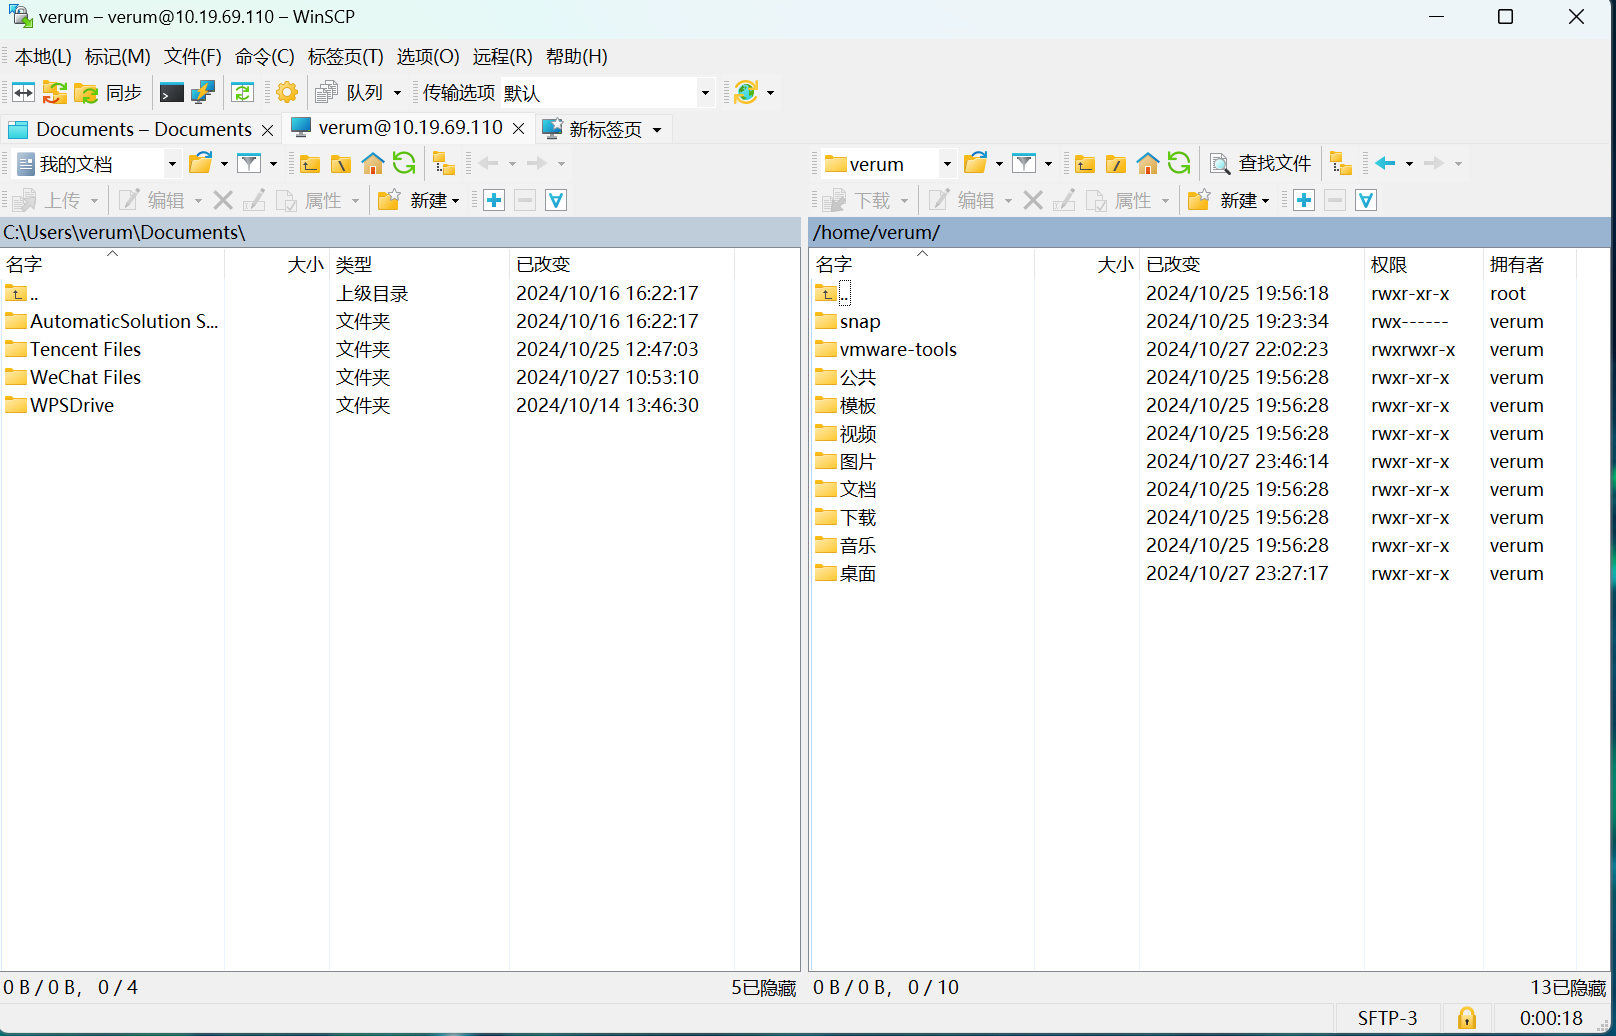 verum – verum@10.19.69.110 – WinSCP
本地(L) 标记(M) 文件(F) 命令(C) 标签页(T) 选项(O) 远程(R) 帮助(H)
同步 队列 传输选项 默认
Documents – Documents verum@10.19.69.110 新标签页
我的文档 verum 查找文件
上传 编辑 属性 新建 下载 编辑 属性 新建
C:\Users\verum\Documents\ /home/verum/
名字 大小 类型 已改变 名字 大小 已改变 权限 拥有者
.. 上级目录 2024/10/16 16:22:17 .. 2024/10/25 19:56:18 rwxr-xr-x root
AutomaticSolution S... 文件夹 2024/10/16 16:22:17 snap 2024/10/25 19:23:34 rwx------ verum
Tencent Files 文件夹 2024/10/25 12:47:03 vmware-tools 2024/10/27 22:02:23 rwxrwxr-x verum
WeChat Files 文件夹 2024/10/27 10:53:10 公共 2024/10/25 19:56:28 rwxr-xr-x verum
WPSDrive 文件夹 2024/10/14 13:46:30 模板 2024/10/25 19:56:28 rwxr-xr-x verum
视频 2024/10/25 19:56:28 rwxr-xr-x verum
图片 2024/10/27 23:46:14 rwxr-xr-x verum
文档 2024/10/25 19:56:28 rwxr-xr-x verum
下载 2024/10/25 19:56:28 rwxr-xr-x verum
音乐 2024/10/25 19:56:28 rwxr-xr-x verum
桌面 2024/10/27 23:27:17 rwxr-xr-x verum
0 B / 0 B， 0 / 4 5已隐藏 0 B / 0 B， 0 / 10 13已隐藏
SFTP-3 0:00:18